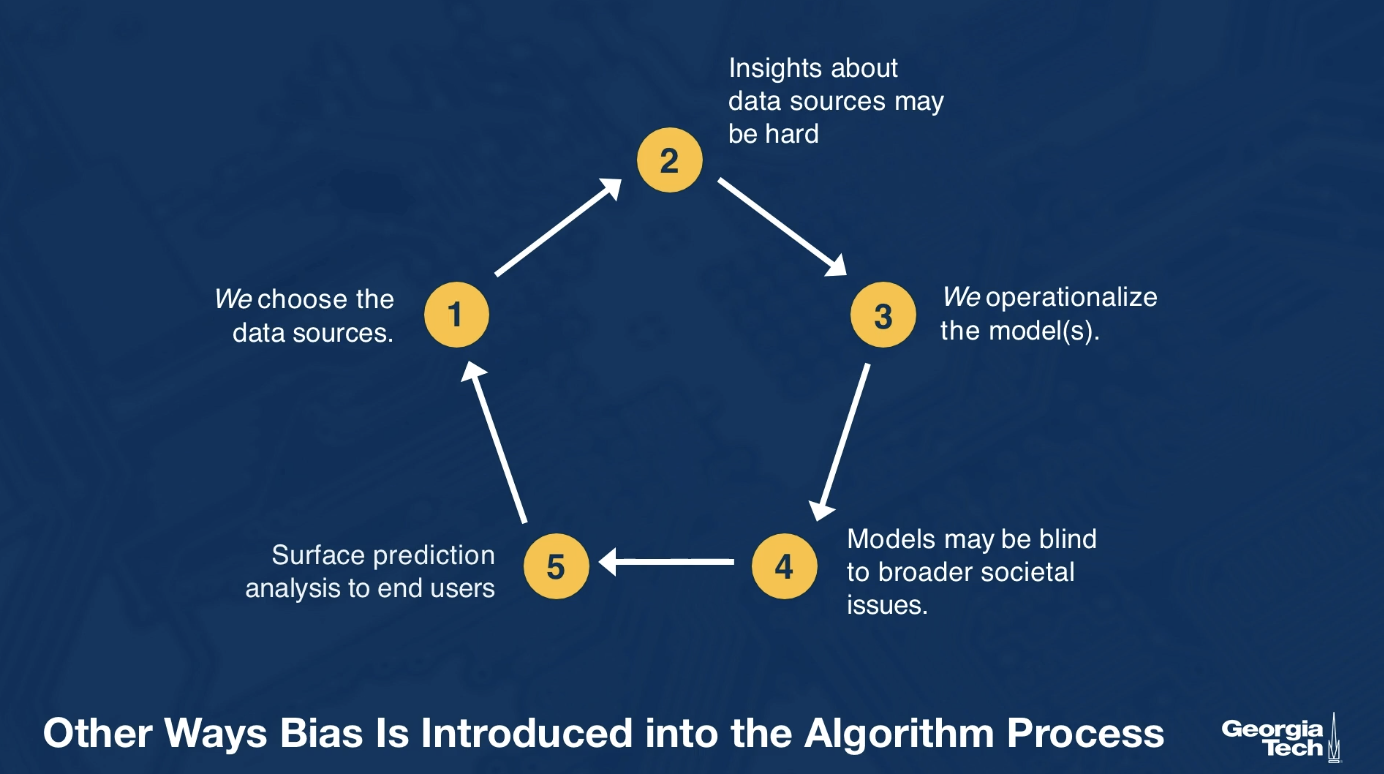 Insights about
data sources may
be hard
2
We choose the
data sources.
1
3
We operationalize
the model(s).
Surface prediction
analysis to end users
5
4
Models may be blind
to broader societal
issues.
Other Ways Bias Is Introduced into the Algorithm Process
Georgia
Tech